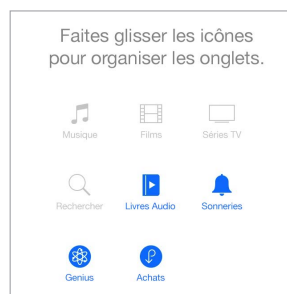 Faites glisser les icônes
pour organiser les onglets.
Musique
Films
Séries TV
Rechercher
Livres Audio
Sonneries
Genius
Achats